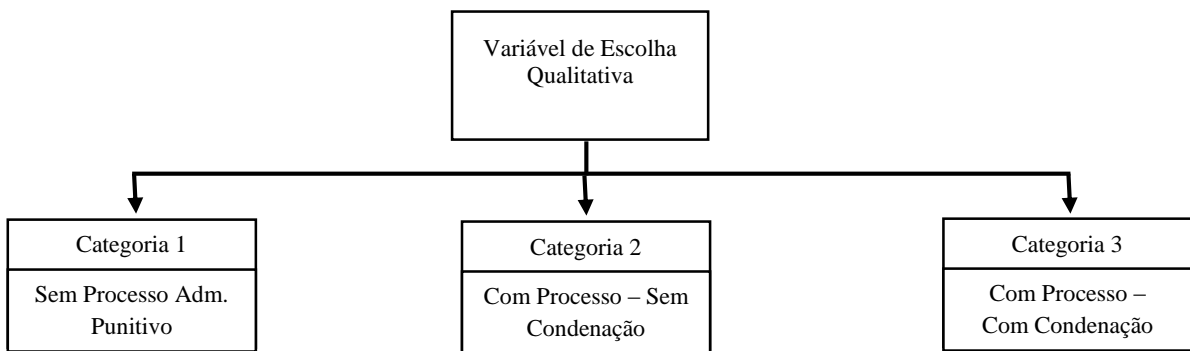 Variável de Escolha
Qualitativa
Categoria 1
Sem Processo Adm.
Punitivo
Categoria 2
Com Processo – Sem
Condenação
Categoria 3
Com Processo –
Com Condenação